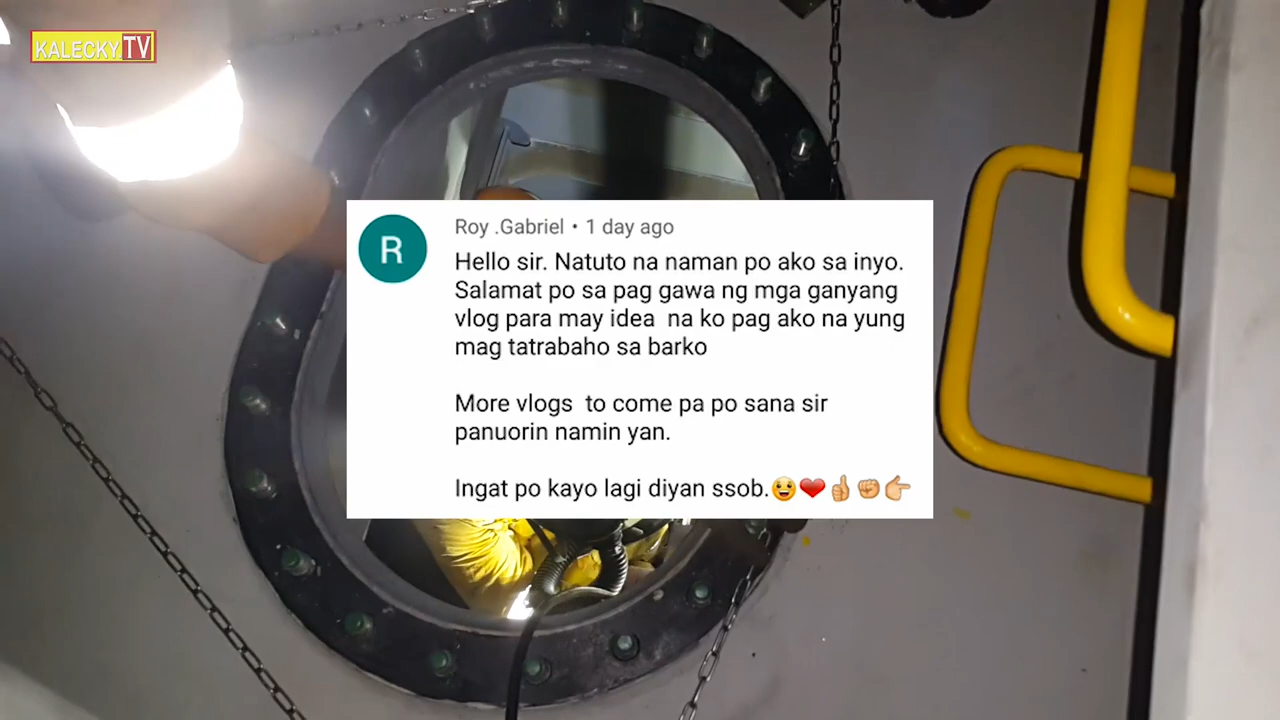 KALECKY TV
R
Roy .Gabriel • 1 day ago
Hello sir. Natuto na naman po ako sa inyo.
Salamat po sa pag gawa ng mga ganyang
vlog para may idea  na ko pag ako na yung
mag tatrabaho sa barko
More vlogs  to come pa po sana sir
panuorin namin yan.
Ingat po kayo lagi diyan ssob.😀❤️👍✊👉